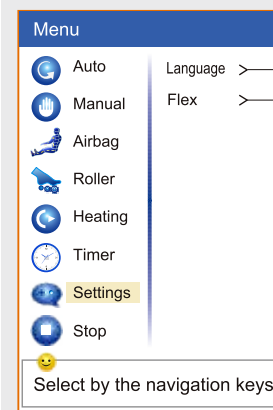 Menu
Auto
Manual
Airbag
Roller
Heating
Timer
Settings
Stop
Language
Flex
Select by the navigation keys